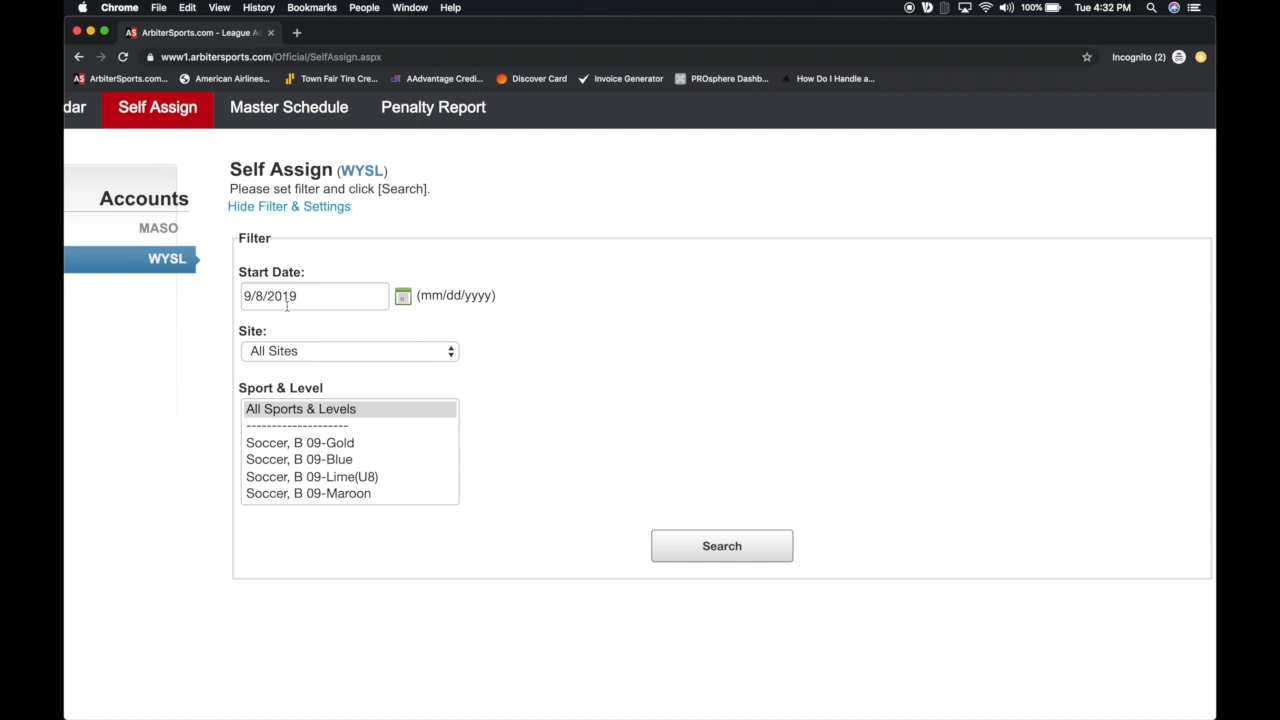 Chrome File Edit View History Bookmarks People Window Help 100% Tue 4:32 PM
ArbiterSports.com - League A
www1.arbitersports.com/Official/SelfAssign.aspx Incognito (2)
ArbiterSports.com... American Airlines... Town Fair Tire Cre... AAdvantage Credi... Discover Card Invoice Generator PROsphere Dashb... How Do I Handle a...
dar Self Assign Master Schedule Penalty Report
Self Assign (WYSL)
Please set filter and click [Search].
Hide Filter & Settings
Accounts
MASO
WYSL
Filter
Start Date:
9/8/2019 (mm/dd/yyyy)
Site:
All Sites
Sport & Level
All Sports & Levels
--------------------
Soccer, B 09-Gold
Soccer, B 09-Blue
Soccer, B 09-Lime(U8)
Soccer, B 09-Maroon
Search